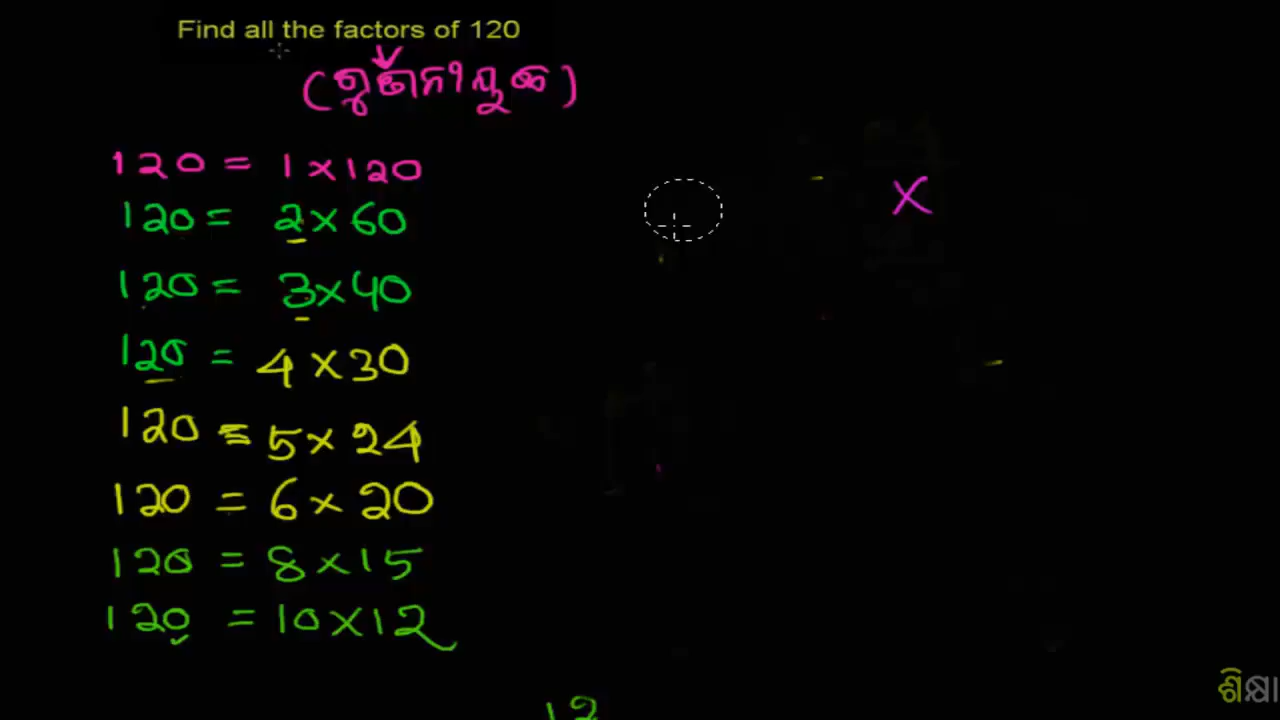 Find all the factors of 120
(ଗୁଣନୀୟକ)
120 = 1 × 120
120 = 2 × 60
120 = 3 × 40
120 = 4 × 30
120 = 5 × 24
120 = 6 × 20
120 = 8 × 15
120 = 10 × 12
×
12
ଶିକ୍ଷା